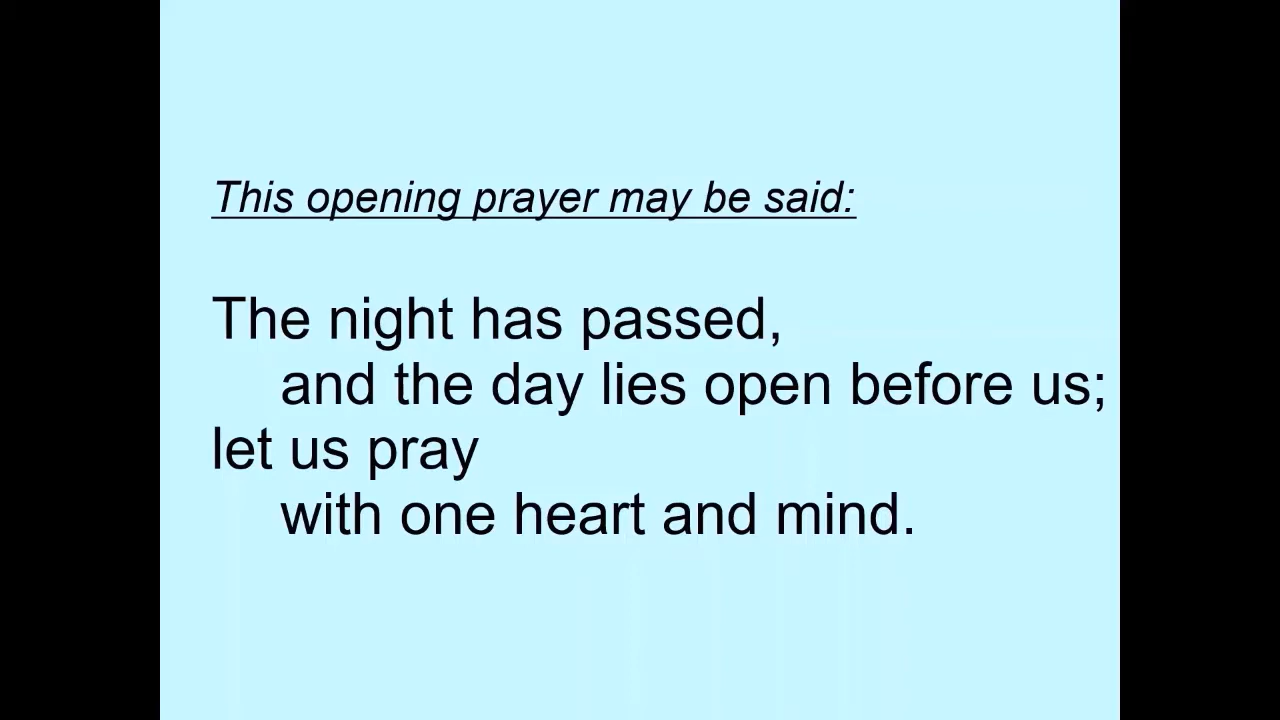 This opening prayer may be said:
The night has passed,
and the day lies open before us;
let us pray
with one heart and mind.